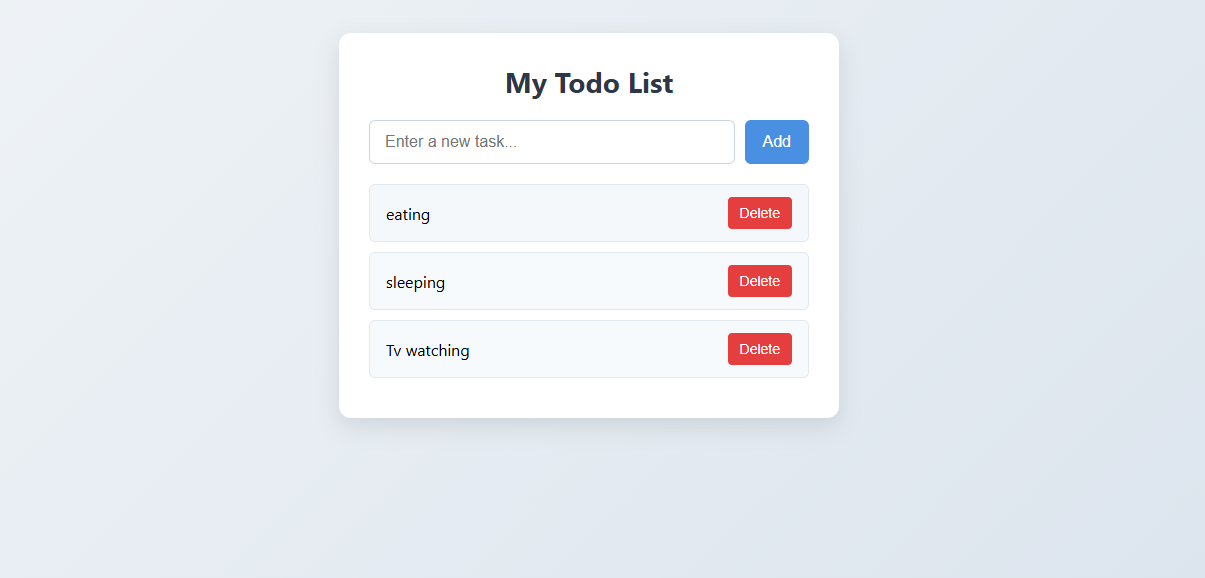 My Todo List
Enter a new task...
Add
eating
Delete
sleeping
Delete
Tv watching
Delete